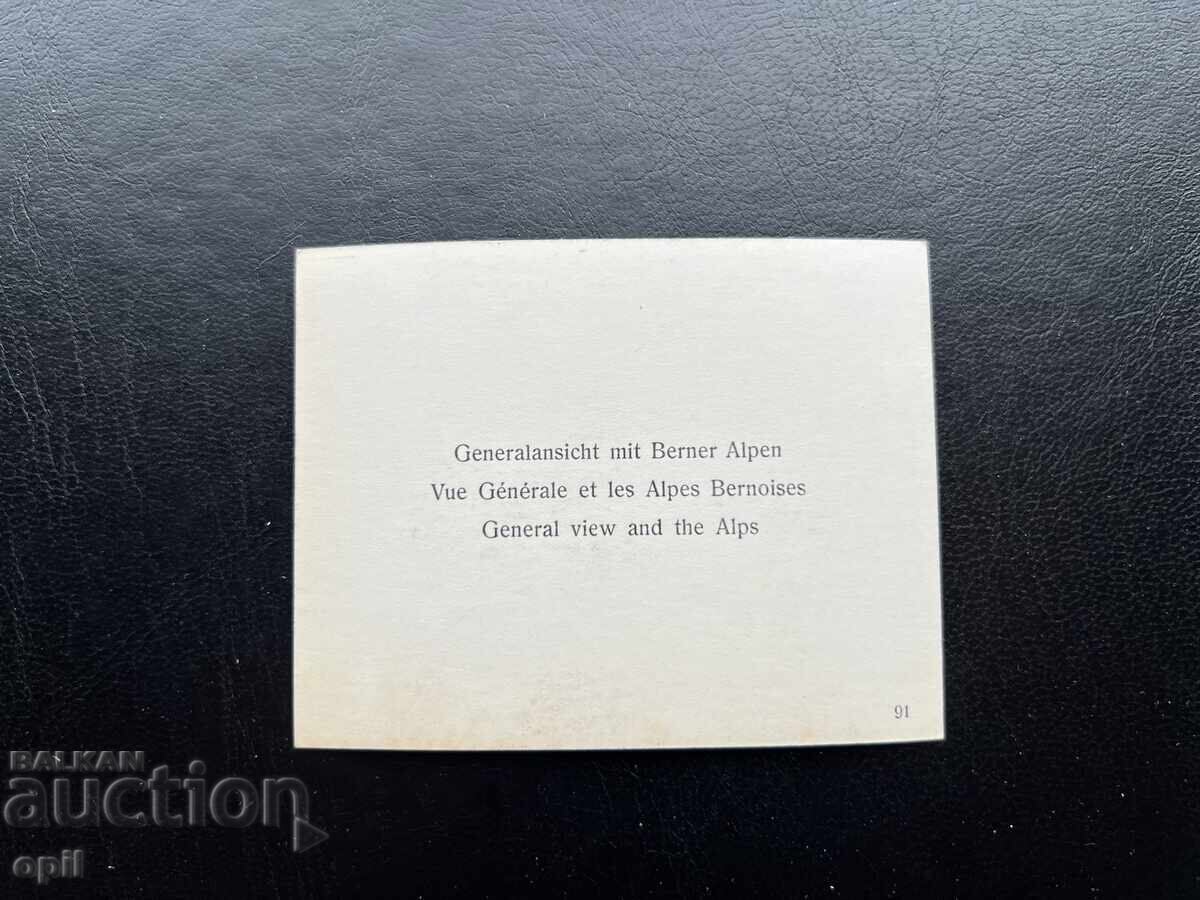 Generalansicht mit Berner Alpen
Vue Générale et les Alpes Bernoises
General view and the Alps
91
BALKAN
auction
opil